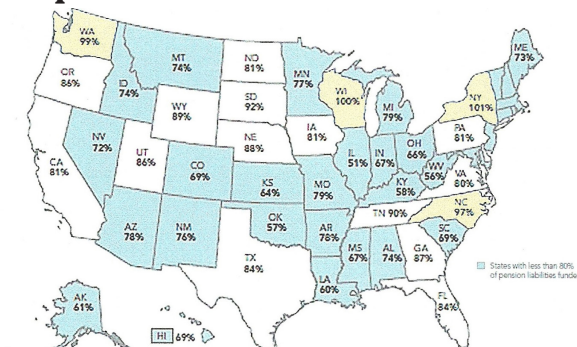 WA
99%
OR
86%
ID
74%
MT
74%
ND
81%
MN
77%
SD
92%
WY
89%
WI
100%
MI
79%
NY
101%
ME
73%
NV
72%
UT
86%
CA
81%
CO
69%
NE
88%
IA
81%
IL
51%
IN
67%
OH
66%
PA
81%
WV
56%
VA
80%
KY
58%
KS
64%
MO
79%
NC
97%
TN 90%
SC
69%
AZ
78%
NM
76%
OK
57%
AR
78%
MS
67%
AL
74%
GA
87%
TX
84%
LA
60%
FL
84%
AK
61%
HI 69%
States with less than 80%
of pension liabilities funde